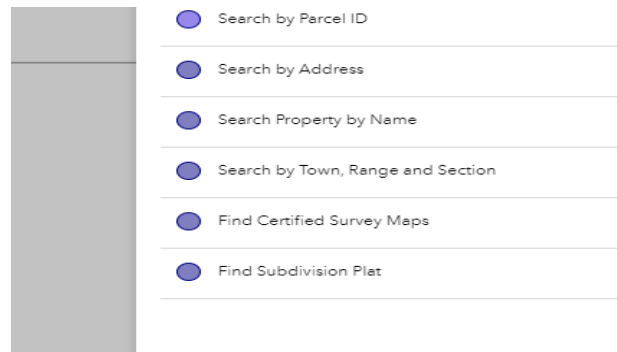 Search by Parcel ID
Search by Address
Search Property by Name
Search by Town, Range and Section
Find Certified Survey Maps
Find Subdivision Plat